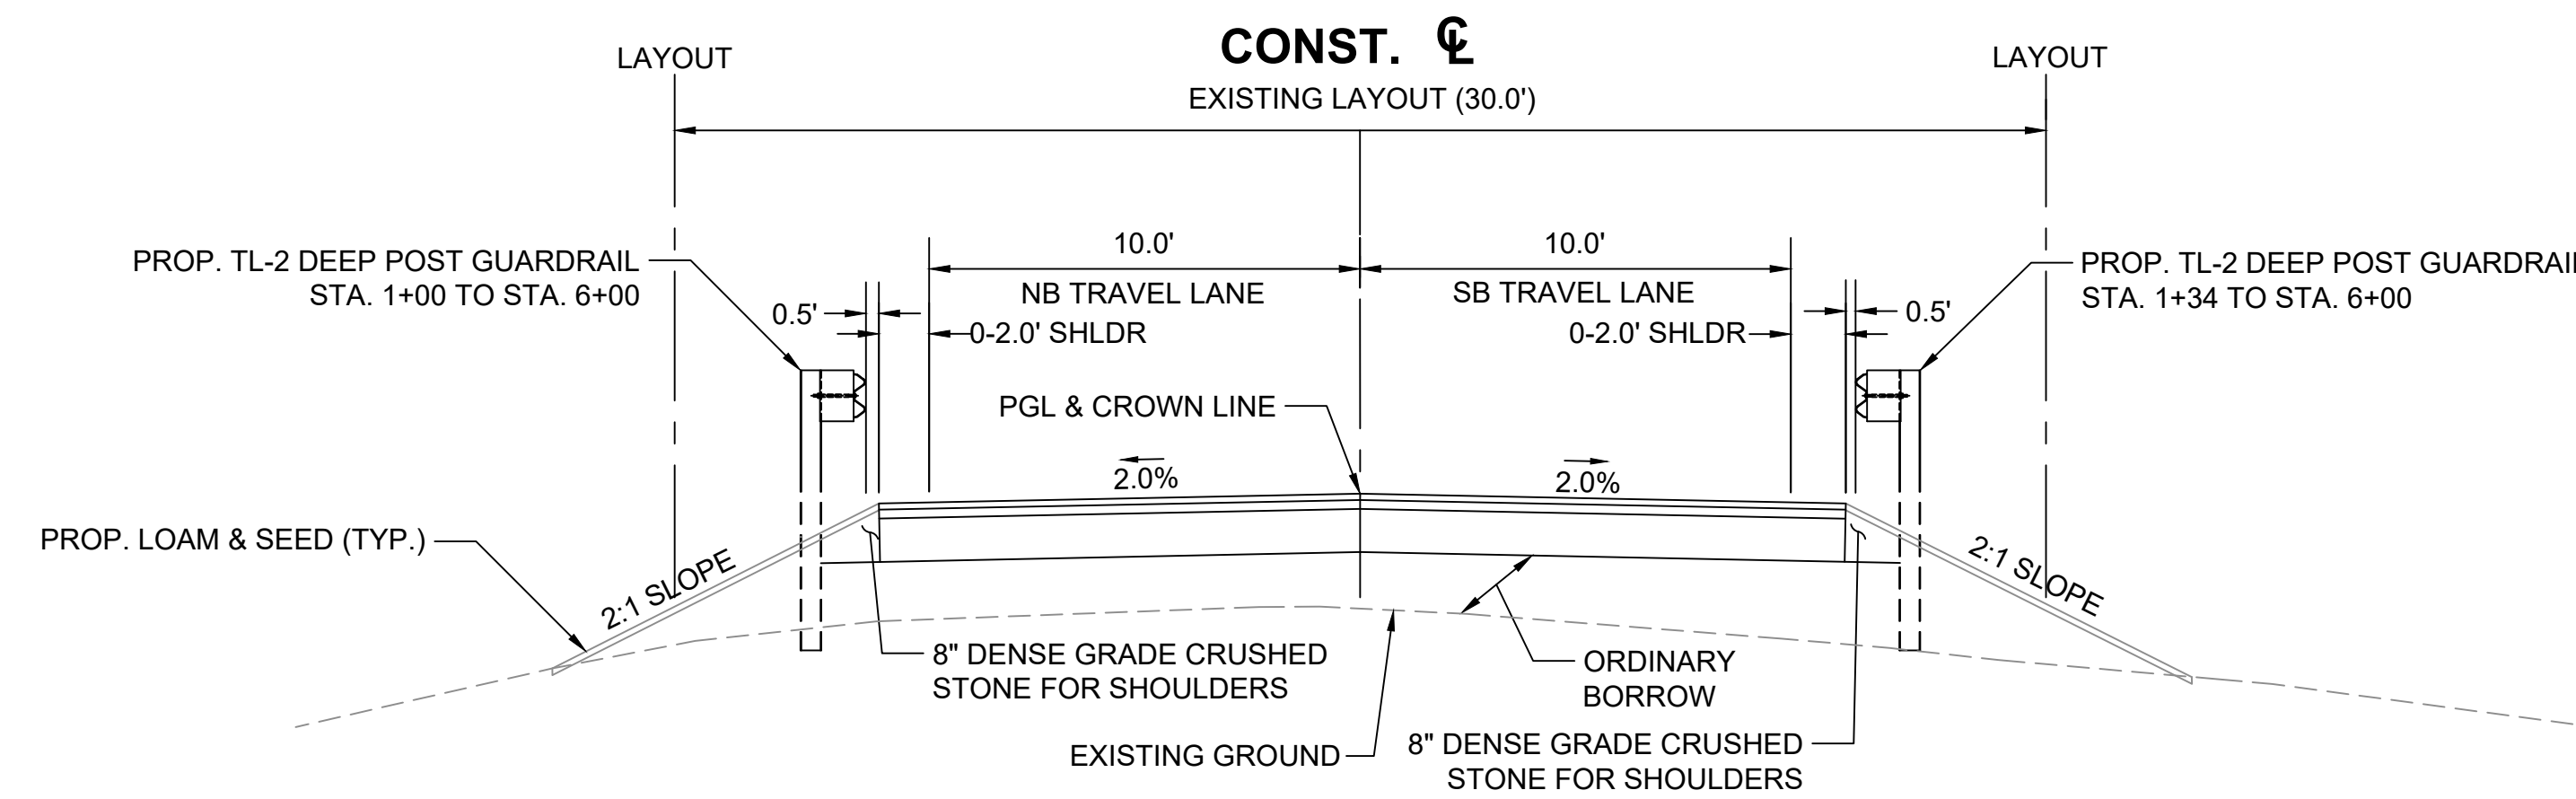 CONST. ℄
LAYOUT
LAYOUT
EXISTING LAYOUT (30.0')
10.0'
10.0'
PROP. TL-2 DEEP POST GUARDRAIL
STA. 1+00 TO STA. 6+00
PROP. TL-2 DEEP POST GUARDRAIL
STA. 1+34 TO STA. 6+00
NB TRAVEL LANE
SB TRAVEL LANE
0.5'
0.5'
0-2.0' SHLDR
0-2.0' SHLDR
PGL & CROWN LINE
2.0%
2.0%
PROP. LOAM & SEED (TYP.)
2:1 SLOPE
2:1 SLOPE
8" DENSE GRADE CRUSHED
STONE FOR SHOULDERS
ORDINARY
BORROW
EXISTING GROUND
8" DENSE GRADE CRUSHED
STONE FOR SHOULDERS